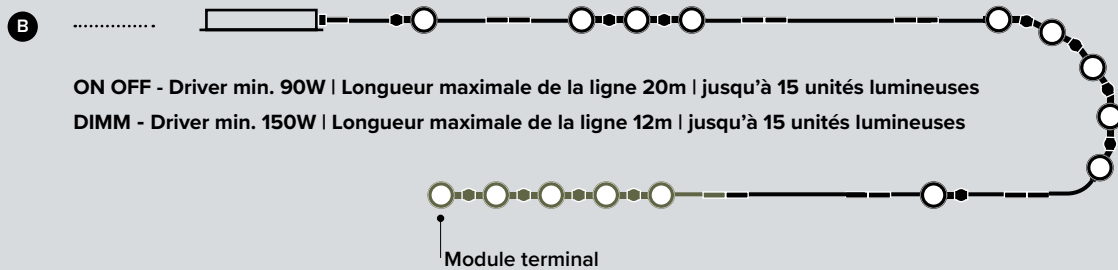 B
ON OFF - Driver min. 90W | Longueur maximale de la ligne 20m | jusqu’à 15 unités lumineuses
DIMM - Driver min. 150W | Longueur maximale de la ligne 12m | jusqu’à 15 unités lumineuses
Module terminal